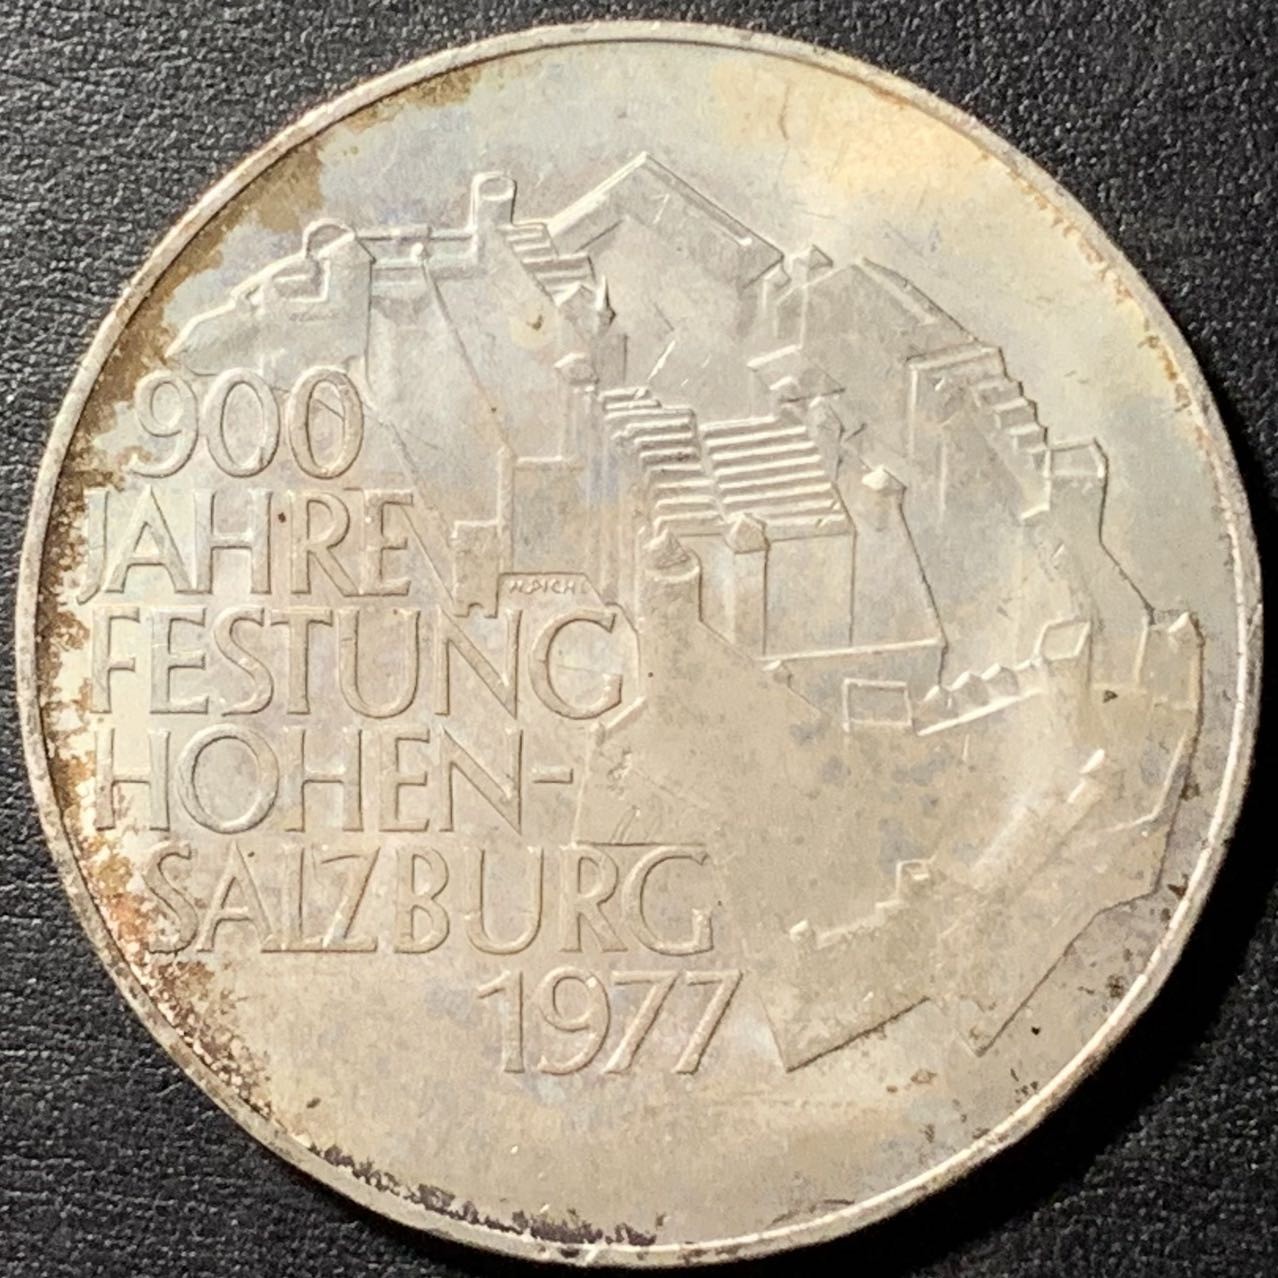 900
JAHRE
FESTUNG
HOHEN-
SALZBURG
1977